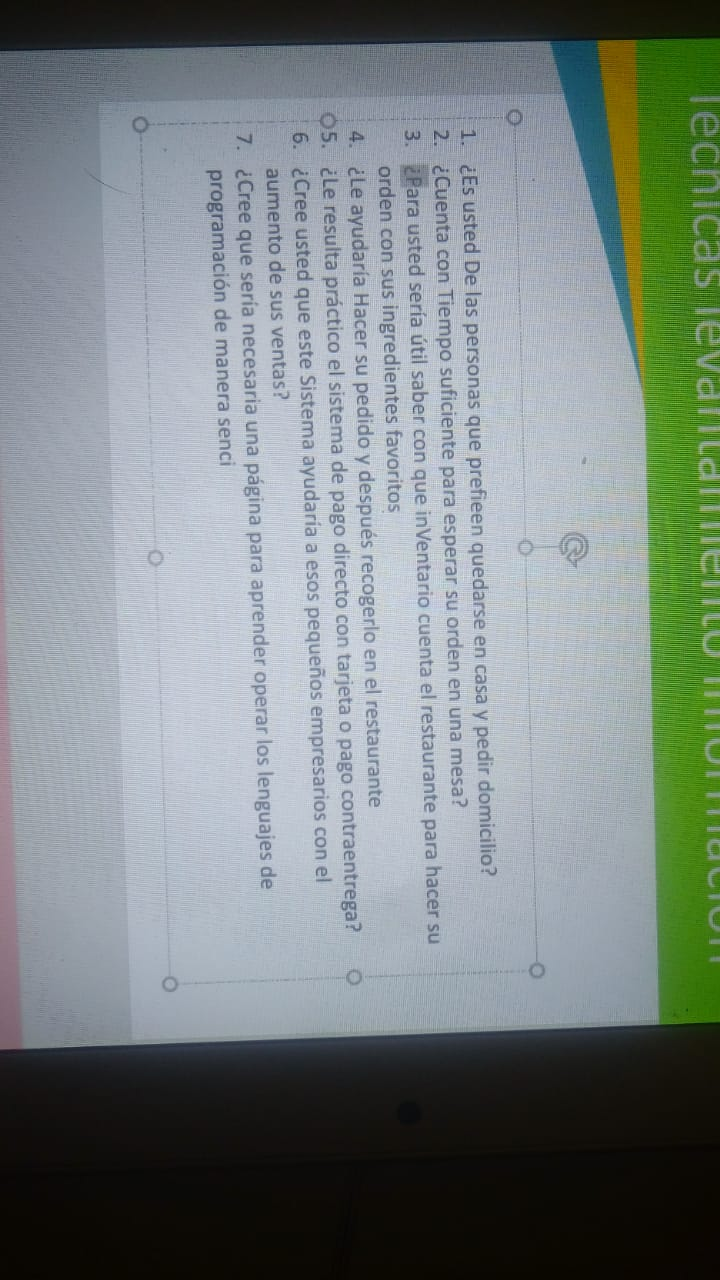 Técnicas levantamiento información
1. ¿Es usted De las personas que prefieen quedarse en casa y pedir domicilio?
2. ¿Cuenta con Tiempo suficiente para esperar su orden en una mesa?
3. ¿Para usted sería útil saber con que inVentario cuenta el restaurante para hacer su
orden con sus ingredientes favoritos
4. ¿Le ayudaría Hacer su pedido y después recogerlo en el restaurante
5. ¿Le resulta práctico el sistema de pago directo con tarjeta o pago contraentrega?
6. ¿Cree usted que este Sistema ayudaría a esos pequeños empresarios con el
aumento de sus ventas?
7. ¿Cree que sería necesaria una página para aprender operar los lenguajes de
programación de manera senci